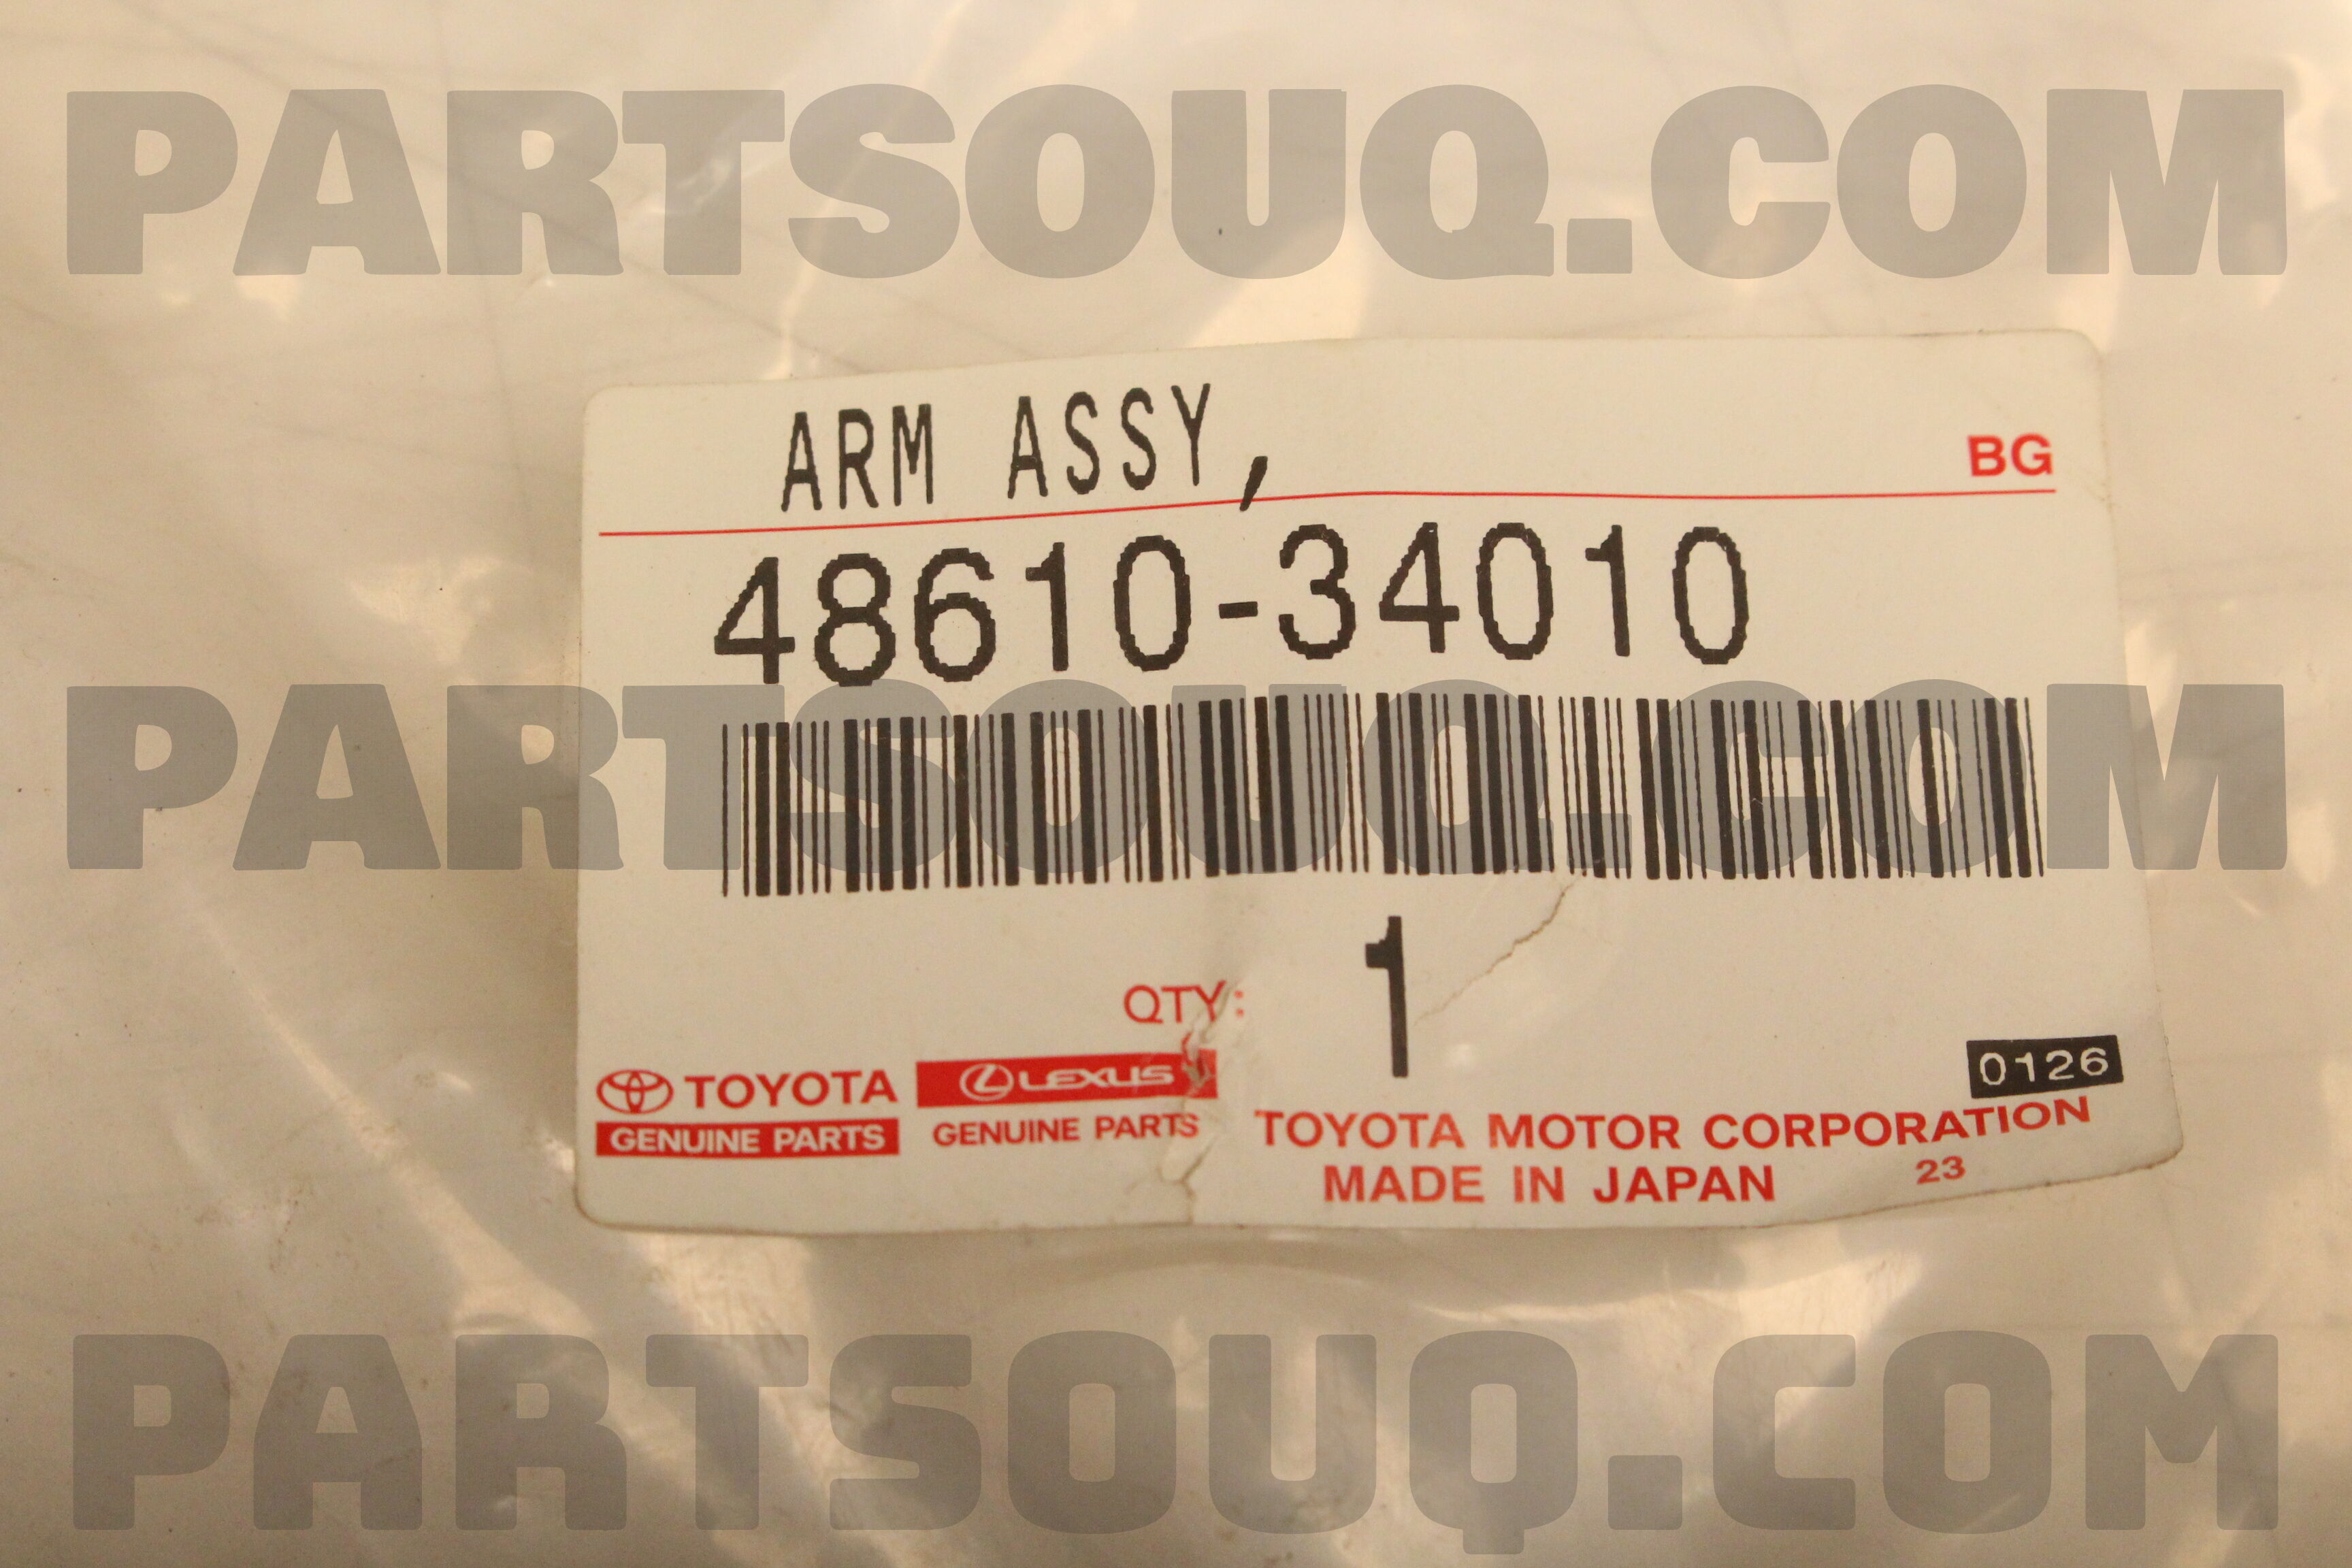 PARTSOUQ.COM
ARM ASSY,
BG
48610-34010
PARTSOUQ.COM
QTY: 1
0126
TOYOTA
GENUINE PARTS
LEXUS
GENUINE PARTS
TOYOTA MOTOR CORPORATION
MADE IN JAPAN 23
PARTSOUQ.COM